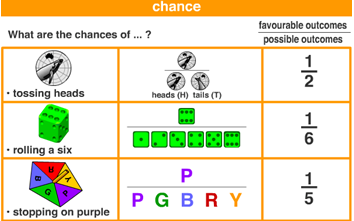 chance
What are the chances of ... ?
favourable outcomes
possible outcomes
• tossing heads
heads (H) tails (T)
1
2
• rolling a six
1
6
B G P Y R
• stopping on purple
P
P G B R Y
1
5